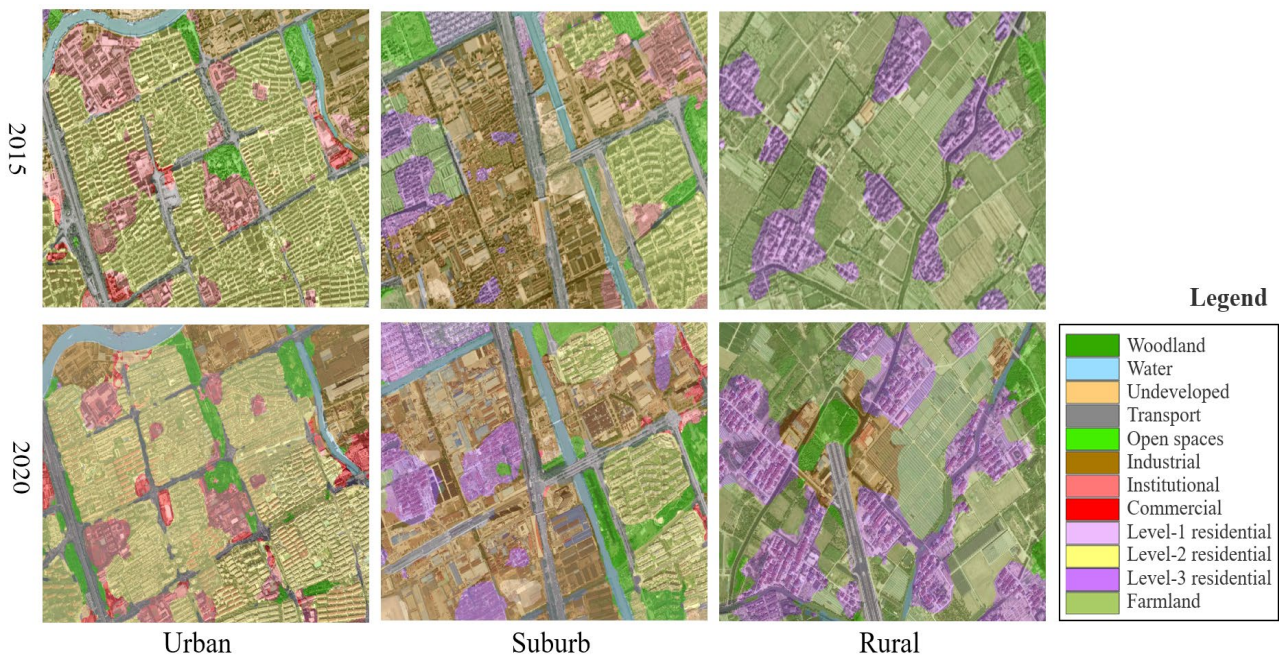 2015
2020
Urban
Suburb
Rural
Legend
Woodland
Water
Undeveloped
Transport
Open spaces
Industrial
Institutional
Commercial
Level-1 residential
Level-2 residential
Level-3 residential
Farmland